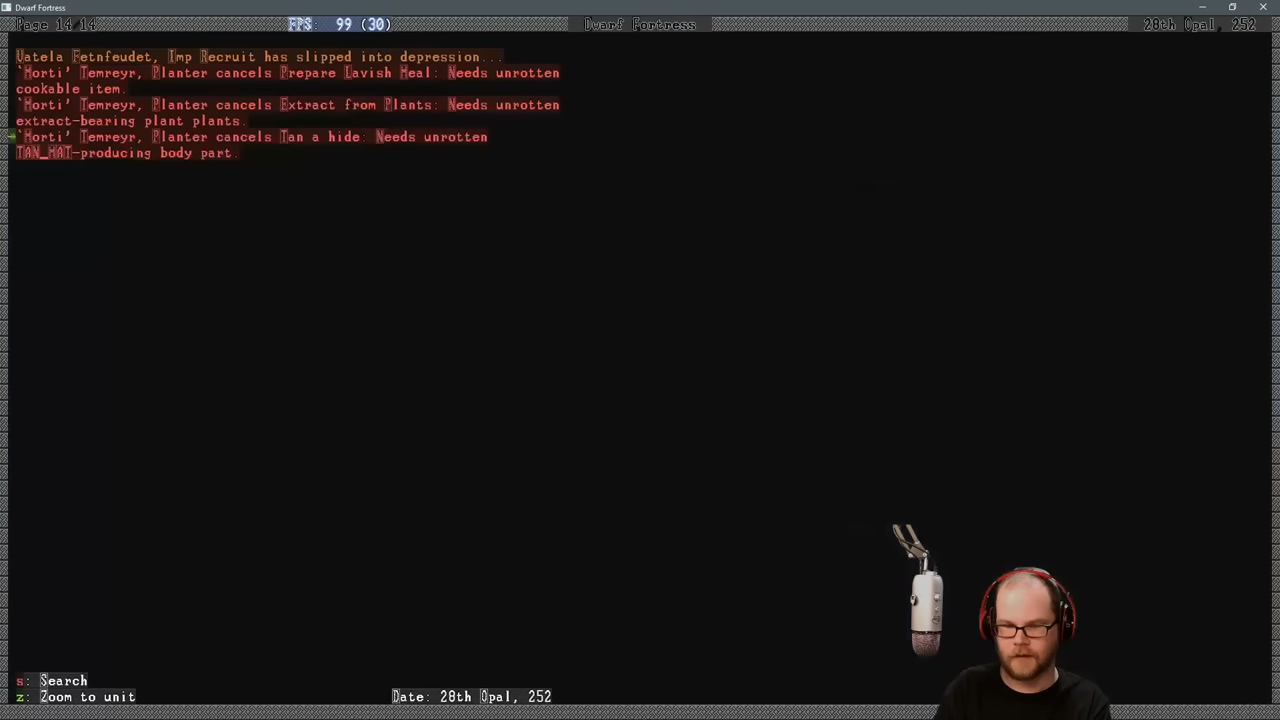 Dwarf Fortress
Page 14/14 FPS: 99 (30) Dwarf Fortress 28th Opal, 252
Vatela Fetnfeudet, Imp Recruit has slipped into depression...
`Morti' Temreyr, Planter cancels Prepare Lavish Meal: Needs unrotten
cookable item.
`Morti' Temreyr, Planter cancels Extract from Plants: Needs unrotten
extract-bearing plant plants.
`Morti' Temreyr, Planter cancels Tan a hide: Needs unrotten
TAN_MAT-producing body part.
s: Search
z: Zoom to unit Date: 28th Opal, 252